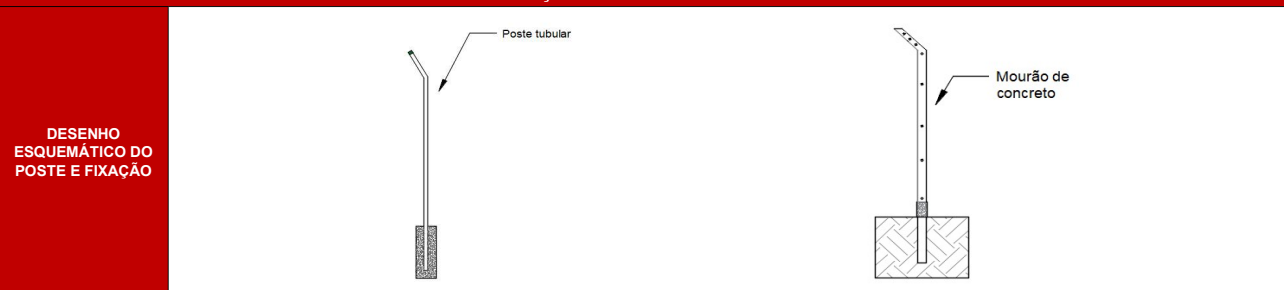 DESENHO
ESQUEMÁTICO DO
POSTE E FIXAÇÃO
Poste tubular
Mourão de
concreto